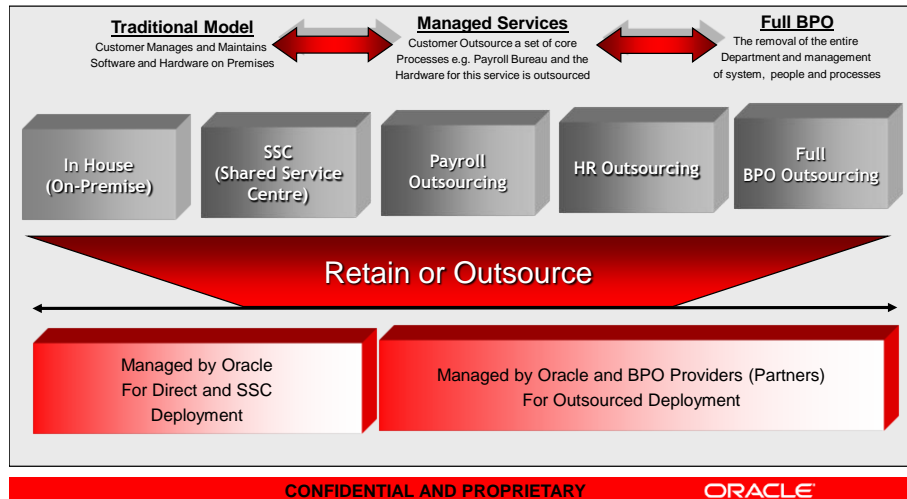 Traditional Model
Customer Manages and Maintains
Software and Hardware on Premises
Managed Services
Customer Outsource a set of core
Processes e.g. Payroll Bureau and the
Hardware for this service is outsourced
Full BPO
The removal of the entire
Department and management
of system, people and processes
In House
(On-Premise)
SSC
(Shared Service
Centre)
Payroll
Outsourcing
HR Outsourcing
Full
BPO Outsourcing
Retain or Outsource
Managed by Oracle
For Direct and SSC
Deployment
Managed by Oracle and BPO Providers (Partners)
For Outsourced Deployment
CONFIDENTIAL AND PROPRIETARY
ORACLE